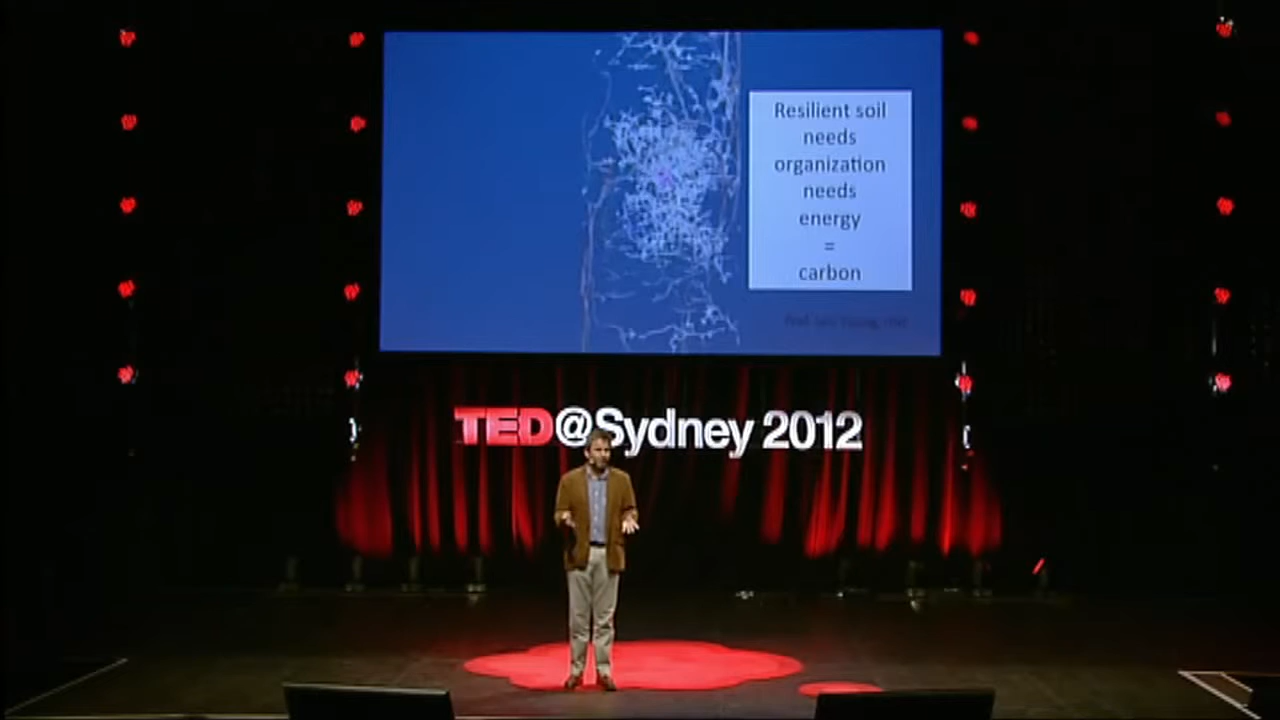 Resilient soil
needs
organization
needs
energy
=
carbon
TED@Sydney 2012